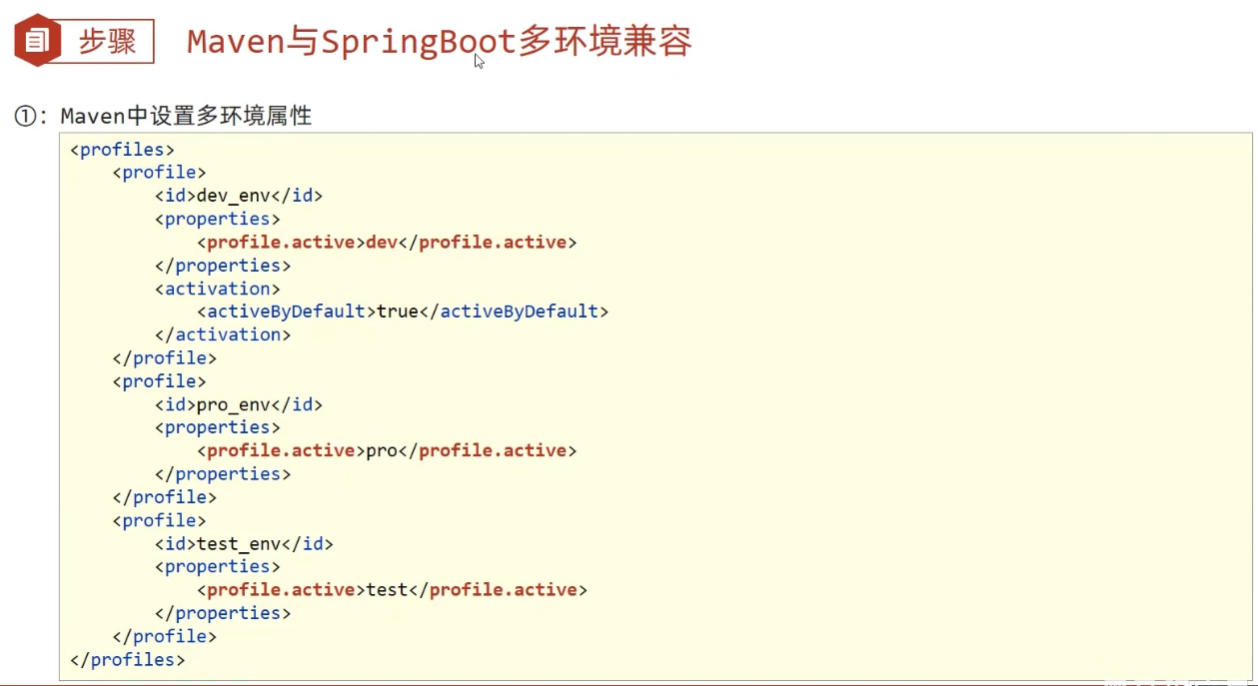 步骤
Maven与SpringBoot多环境兼容
①：Maven中设置多环境属性
<profiles>
    <profile>
        <id>dev_env</id>
        <properties>
            <profile.active>dev</profile.active>
        </properties>
        <activation>
            <activeByDefault>true</activeByDefault>
        </activation>
    </profile>
    <profile>
        <id>pro_env</id>
        <properties>
            <profile.active>pro</profile.active>
        </properties>
    </profile>
    <profile>
        <id>test_env</id>
        <properties>
            <profile.active>test</profile.active>
        </properties>
    </profile>
</profiles>